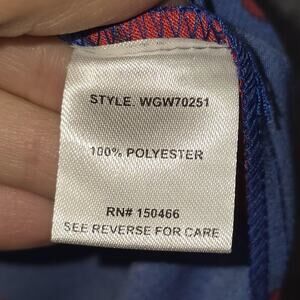 STYLE. WGW70251
100% POLYESTER
RN# 150466
SEE REVERSE FOR CARE